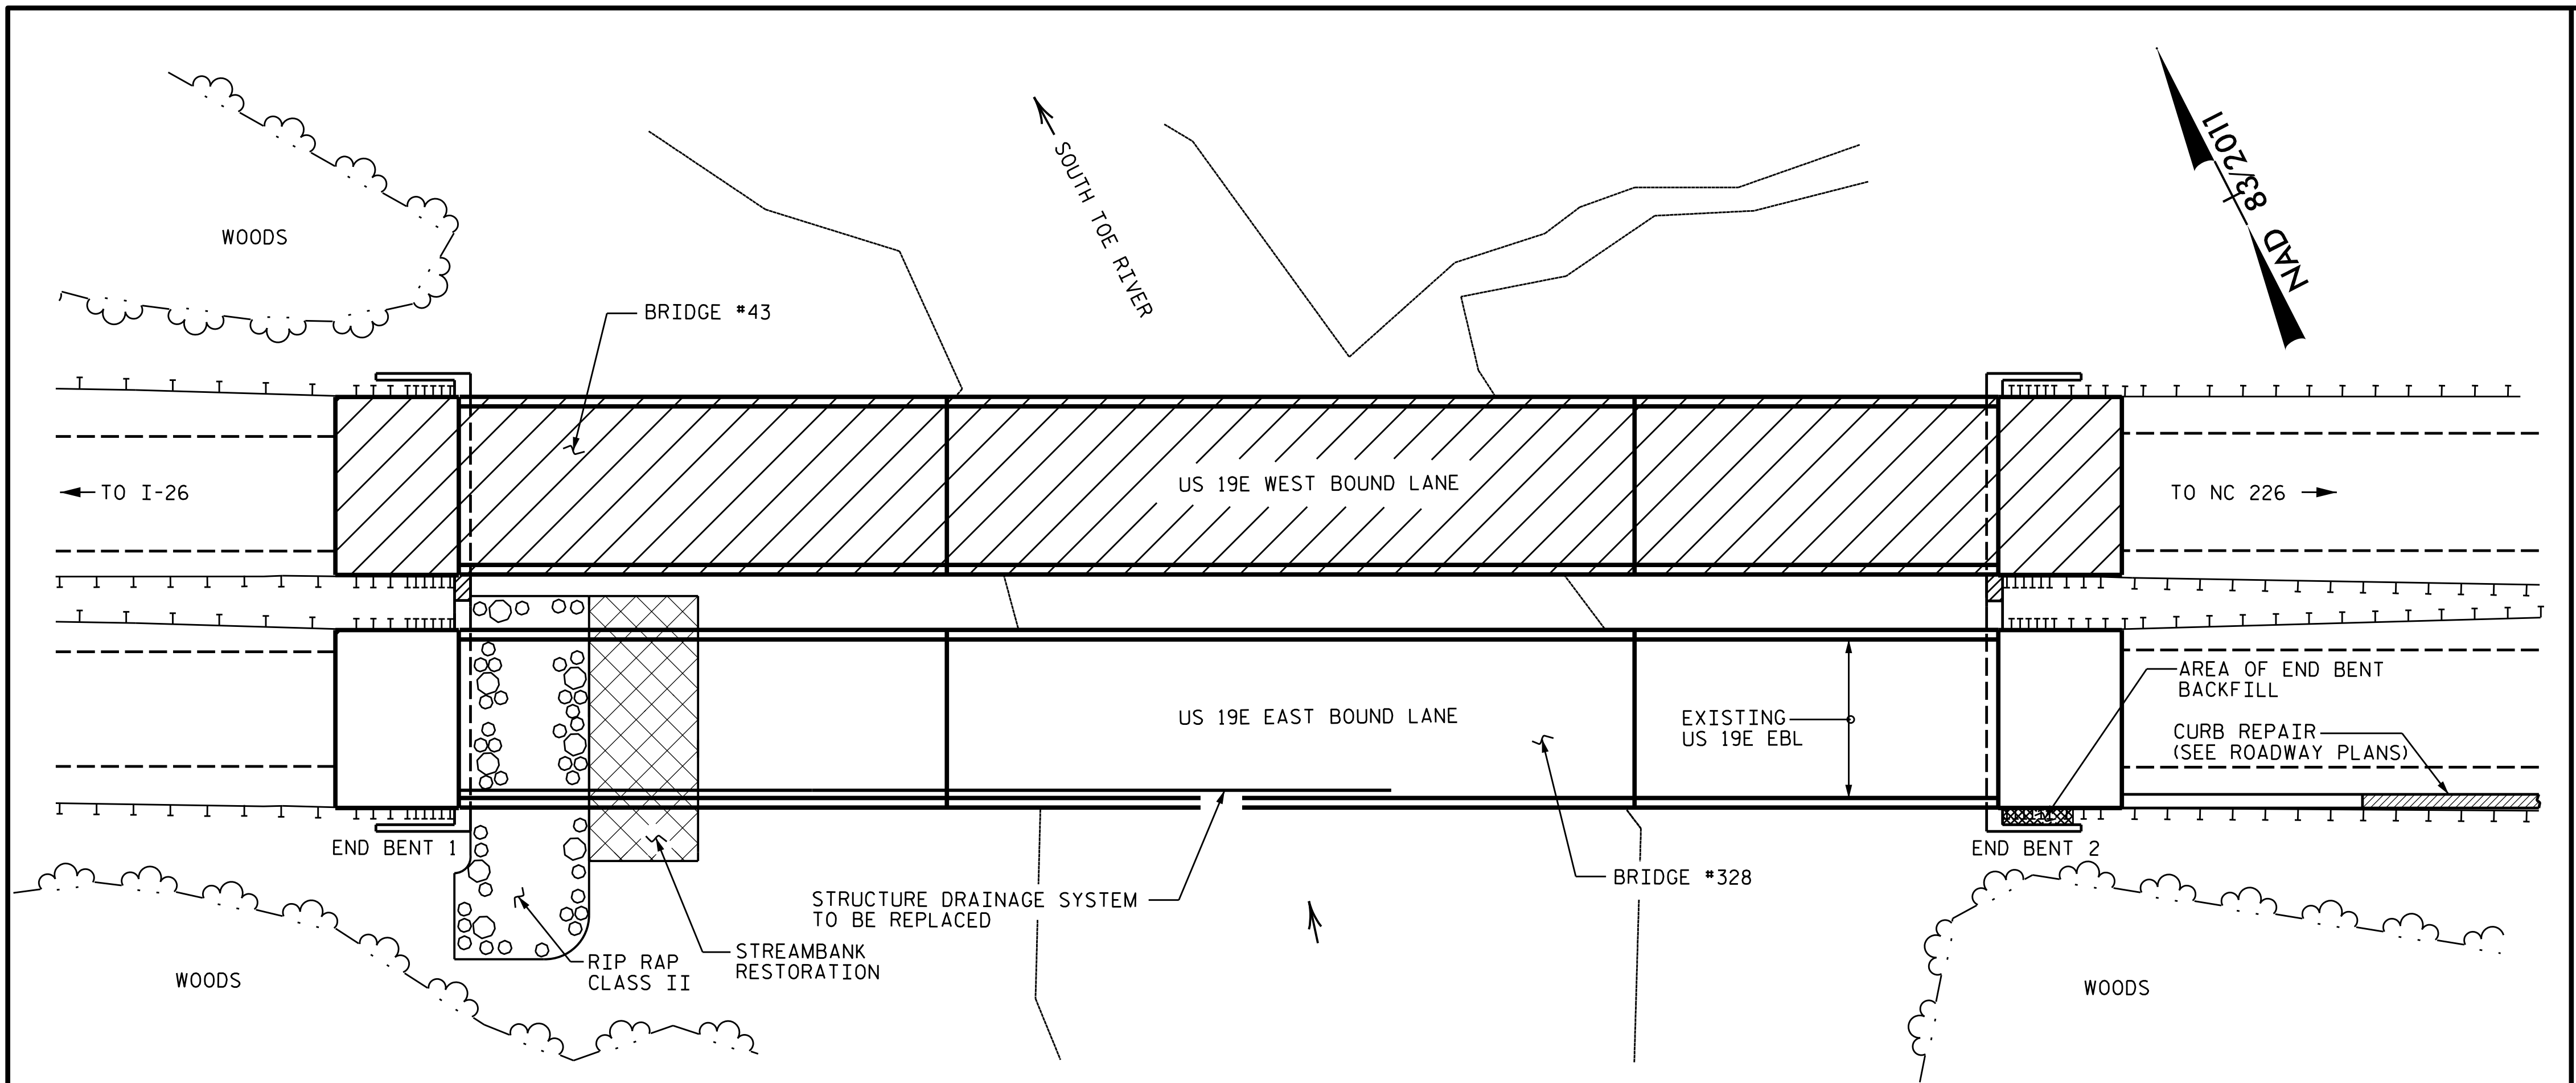 WOODS
BRIDGE #43
SOUTH TOE RIVER
NAD 83/2011
TO I-26
US 19E WEST BOUND LANE
TO NC 226
US 19E EAST BOUND LANE
EXISTING
US 19E EBL
AREA OF END BENT
BACKFILL
CURB REPAIR
(SEE ROADWAY PLANS)
END BENT 1
END BENT 2
STRUCTURE DRAINAGE SYSTEM
TO BE REPLACED
BRIDGE #328
RIP RAP
CLASS II
STREAMBANK
RESTORATION
WOODS
WOODS